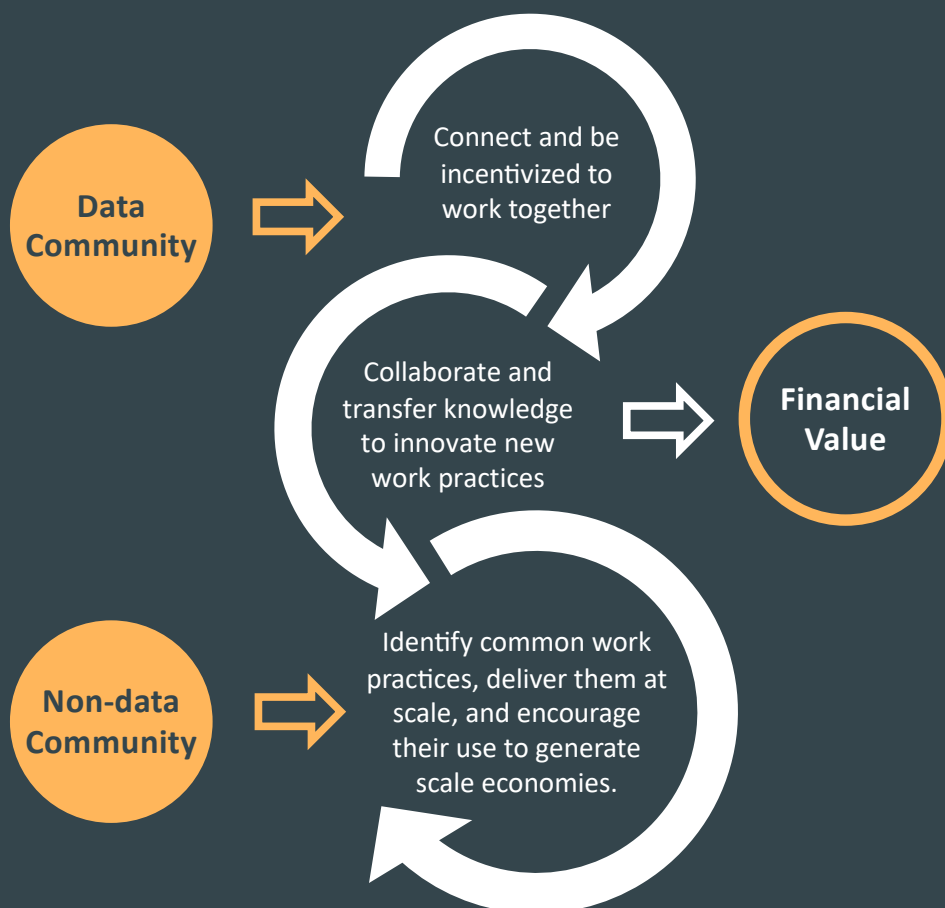 Data
Community
Connect and be
incentivized to
work together
Collaborate and
transfer knowledge
to innovate new
work practices
Financial
Value
Non-data
Community
Identify common work
practices, deliver them at
scale, and encourage
their use to generate
scale economies.